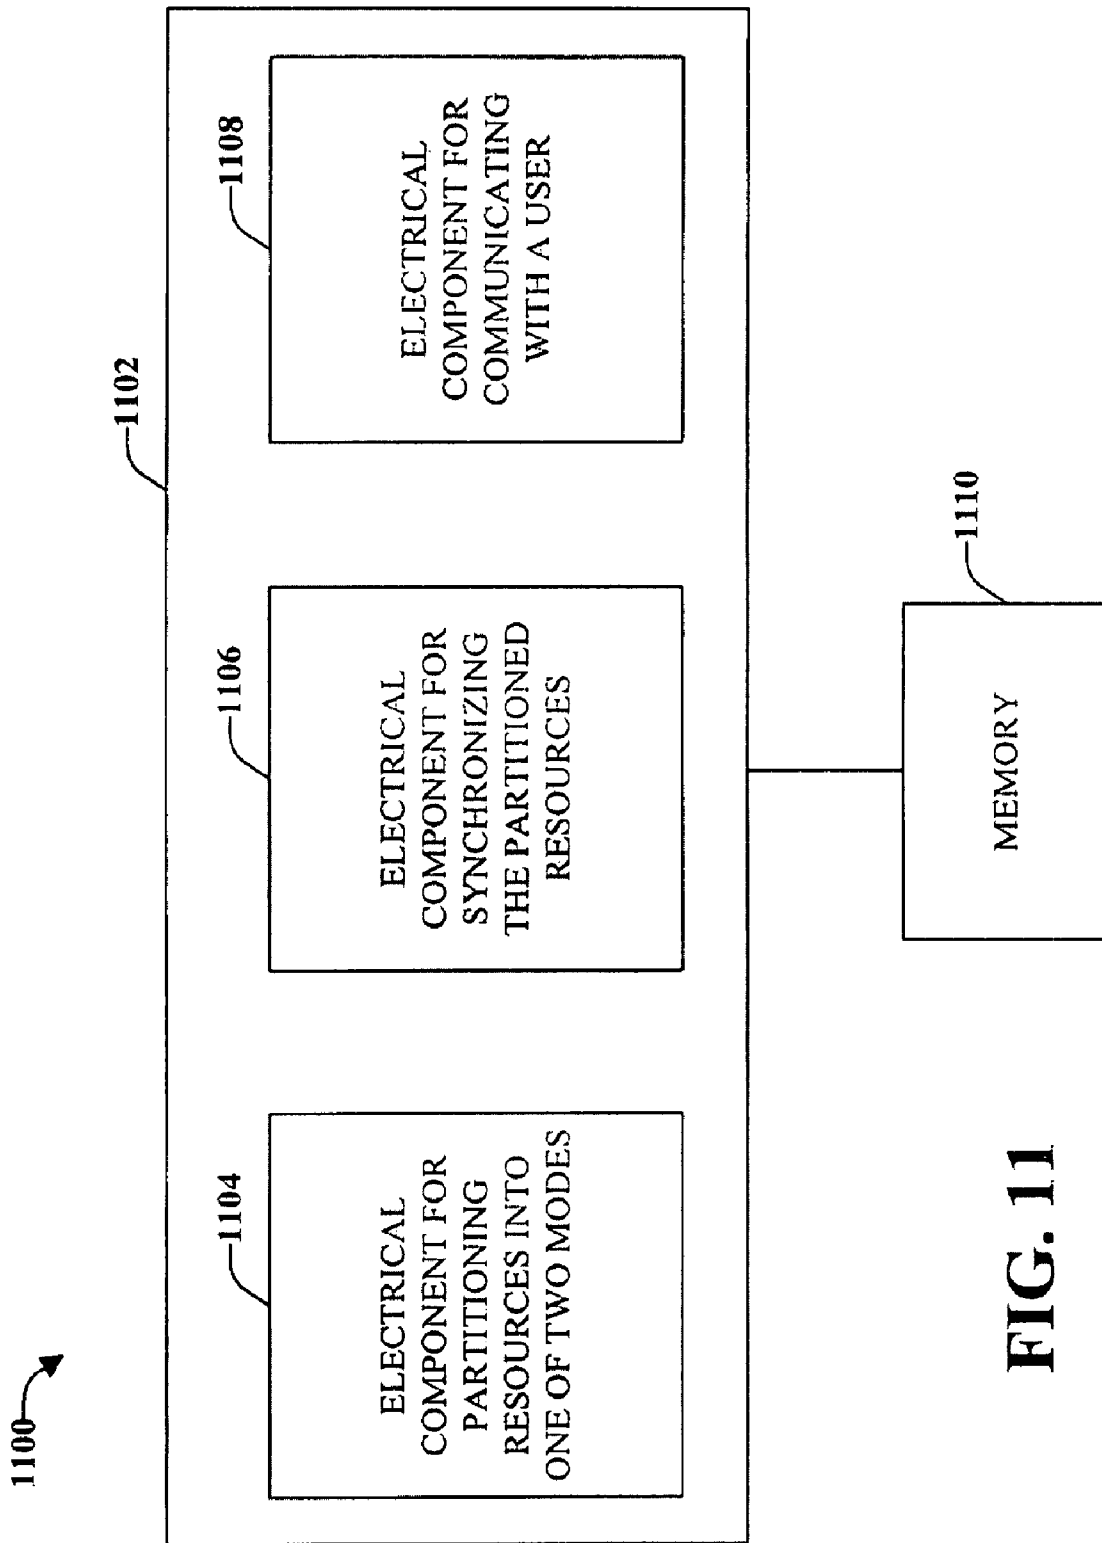 1100
1102
1104
ELECTRICAL
COMPONENT FOR
PARTITIONING
RESOURCES INTO
ONE OF TWO MODES
1106
ELECTRICAL
COMPONENT FOR
SYNCHRONIZING
THE PARTITIONED
RESOURCES
1108
ELECTRICAL
COMPONENT FOR
COMMUNICATING
WITH A USER
1110
MEMORY
FIG. 11